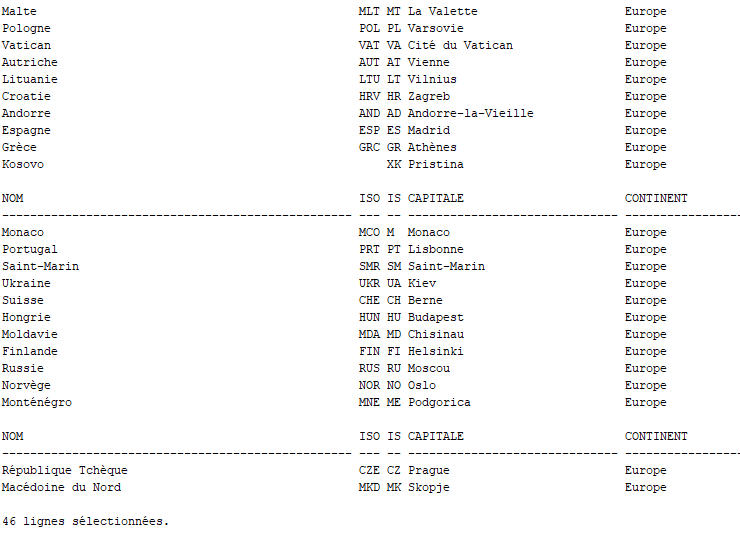 Malte MLT MT La Valette Europe
Pologne POL PL Varsovie Europe
Vatican VAT VA Cité du Vatican Europe
Autriche AUT AT Vienne Europe
Lituanie LTU LT Vilnius Europe
Croatie HRV HR Zagreb Europe
Andorre AND AD Andorre-la-Vieille Europe
Espagne ESP ES Madrid Europe
Grèce GRC GR Athènes Europe
Kosovo XK Pristina Europe
NOM ISO IS CAPITALE CONTINENT
-------------------------------------------------- --- -- ------------------------------ -----------------
Monaco MCO M Monaco Europe
Portugal PRT PT Lisbonne Europe
Saint-Marin SMR SM Saint-Marin Europe
Ukraine UKR UA Kiev Europe
Suisse CHE CH Berne Europe
Hongrie HUN HU Budapest Europe
Moldavie MDA MD Chisinau Europe
Finlande FIN FI Helsinki Europe
Russie RUS RU Moscou Europe
Norvège NOR NO Oslo Europe
Monténégro MNE ME Podgorica Europe
NOM ISO IS CAPITALE CONTINENT
-------------------------------------------------- --- -- ------------------------------ -----------------
République Tchèque CZE CZ Prague Europe
Macédoine du Nord MKD MK Skopje Europe
46 lignes sélectionnées.